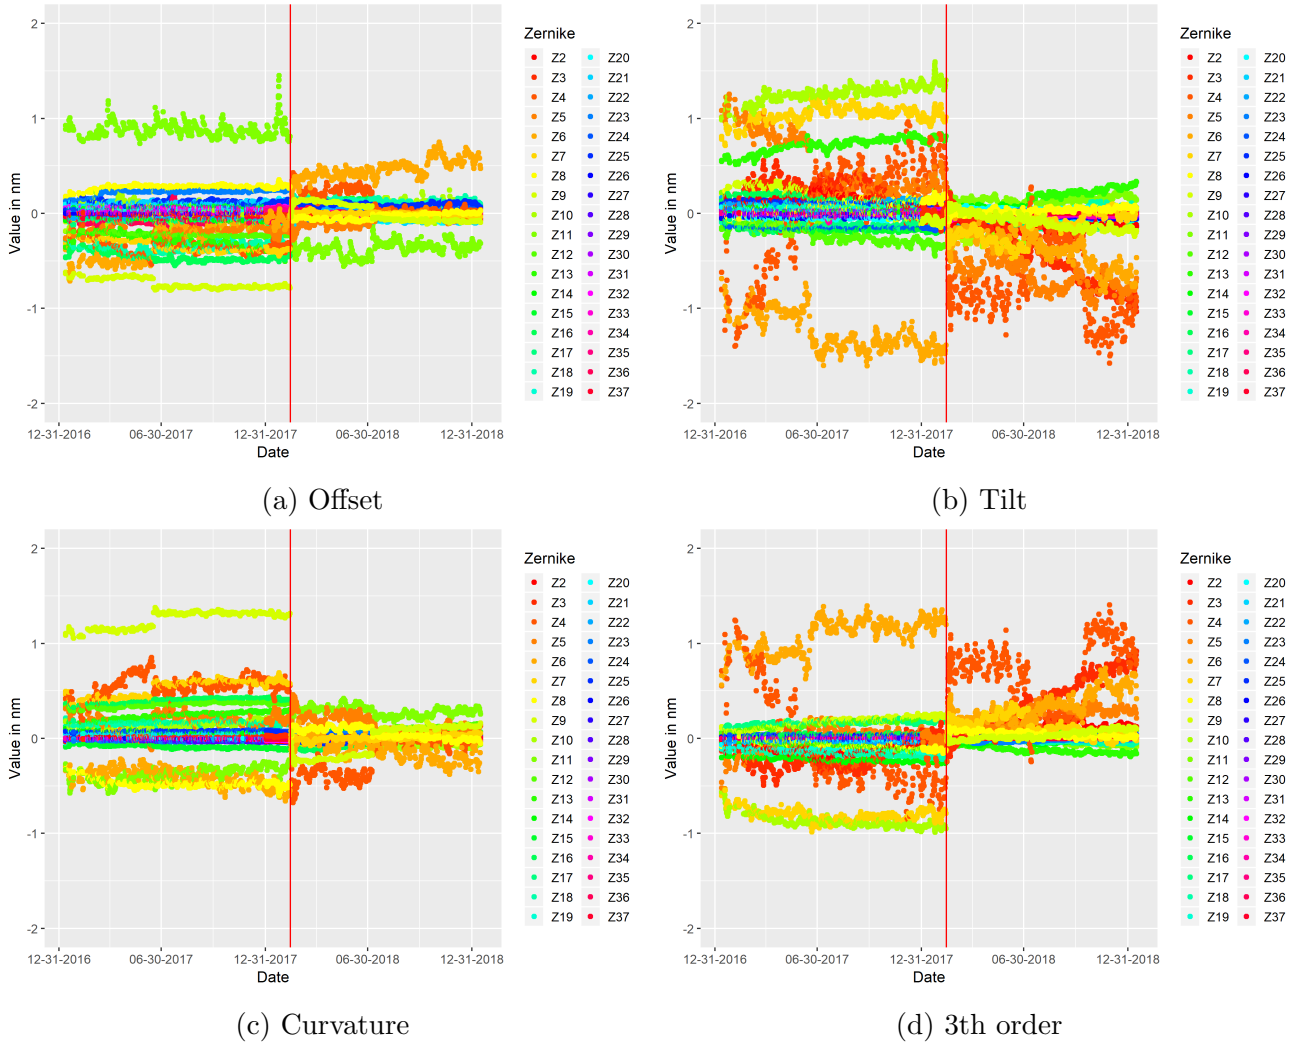 Value in nm
2
1
0
-1
-2
12-31-2016 06-30-2017 12-31-2017 06-30-2018 12-31-2018
Date
Zernike
Z2 Z20
Z3 Z21
Z4 Z22
Z5 Z23
Z6 Z24
Z7 Z25
Z8 Z26
Z9 Z27
Z10 Z28
Z11 Z29
Z12 Z30
Z13 Z31
Z14 Z32
Z15 Z33
Z16 Z34
Z17 Z35
Z18 Z36
Z19 Z37
(a) Offset
Value in nm
2
1
0
-1
-2
12-31-2016 06-30-2017 12-31-2017 06-30-2018 12-31-2018
Date
Zernike
Z2 Z20
Z3 Z21
Z4 Z22
Z5 Z23
Z6 Z24
Z7 Z25
Z8 Z26
Z9 Z27
Z10 Z28
Z11 Z29
Z12 Z30
Z13 Z31
Z14 Z32
Z15 Z33
Z16 Z34
Z17 Z35
Z18 Z36
Z19 Z37
(b) Tilt
Value in nm
2
1
0
-1
-2
12-31-2016 06-30-2017 12-31-2017 06-30-2018 12-31-2018
Date
Zernike
Z2 Z20
Z3 Z21
Z4 Z22
Z5 Z23
Z6 Z24
Z7 Z25
Z8 Z26
Z9 Z27
Z10 Z28
Z11 Z29
Z12 Z30
Z13 Z31
Z14 Z32
Z15 Z33
Z16 Z34
Z17 Z35
Z18 Z36
Z19 Z37
(c) Curvature
Value in nm
2
1
0
-1
-2
12-31-2016 06-30-2017 12-31-2017 06-30-2018 12-31-2018
Date
Zernike
Z2 Z20
Z3 Z21
Z4 Z22
Z5 Z23
Z6 Z24
Z7 Z25
Z8 Z26
Z9 Z27
Z10 Z28
Z11 Z29
Z12 Z30
Z13 Z31
Z14 Z32
Z15 Z33
Z16 Z34
Z17 Z35
Z18 Z36
Z19 Z37
(d) 3th order